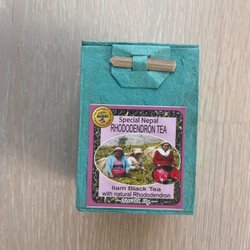 Special Nepal
RHODODENDRON TEA
Ilam Black Tea
with natural Rhododendron